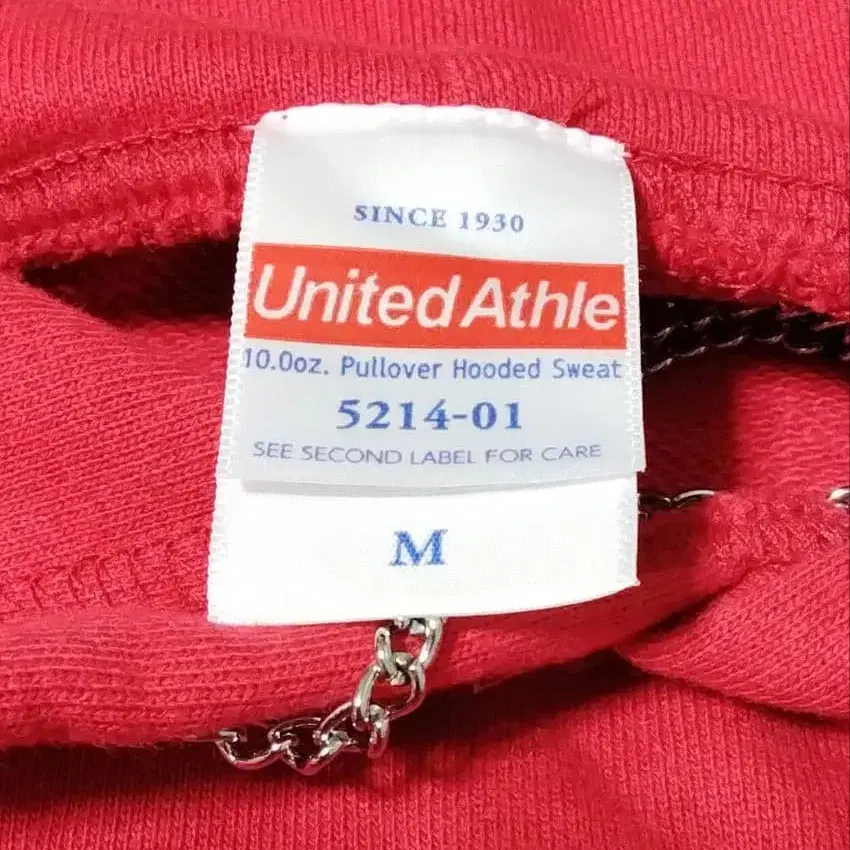 SINCE 1930
United Athle
10.0oz. Pullover Hooded Sweat
5214-01
SEE SECOND LABEL FOR CARE
M